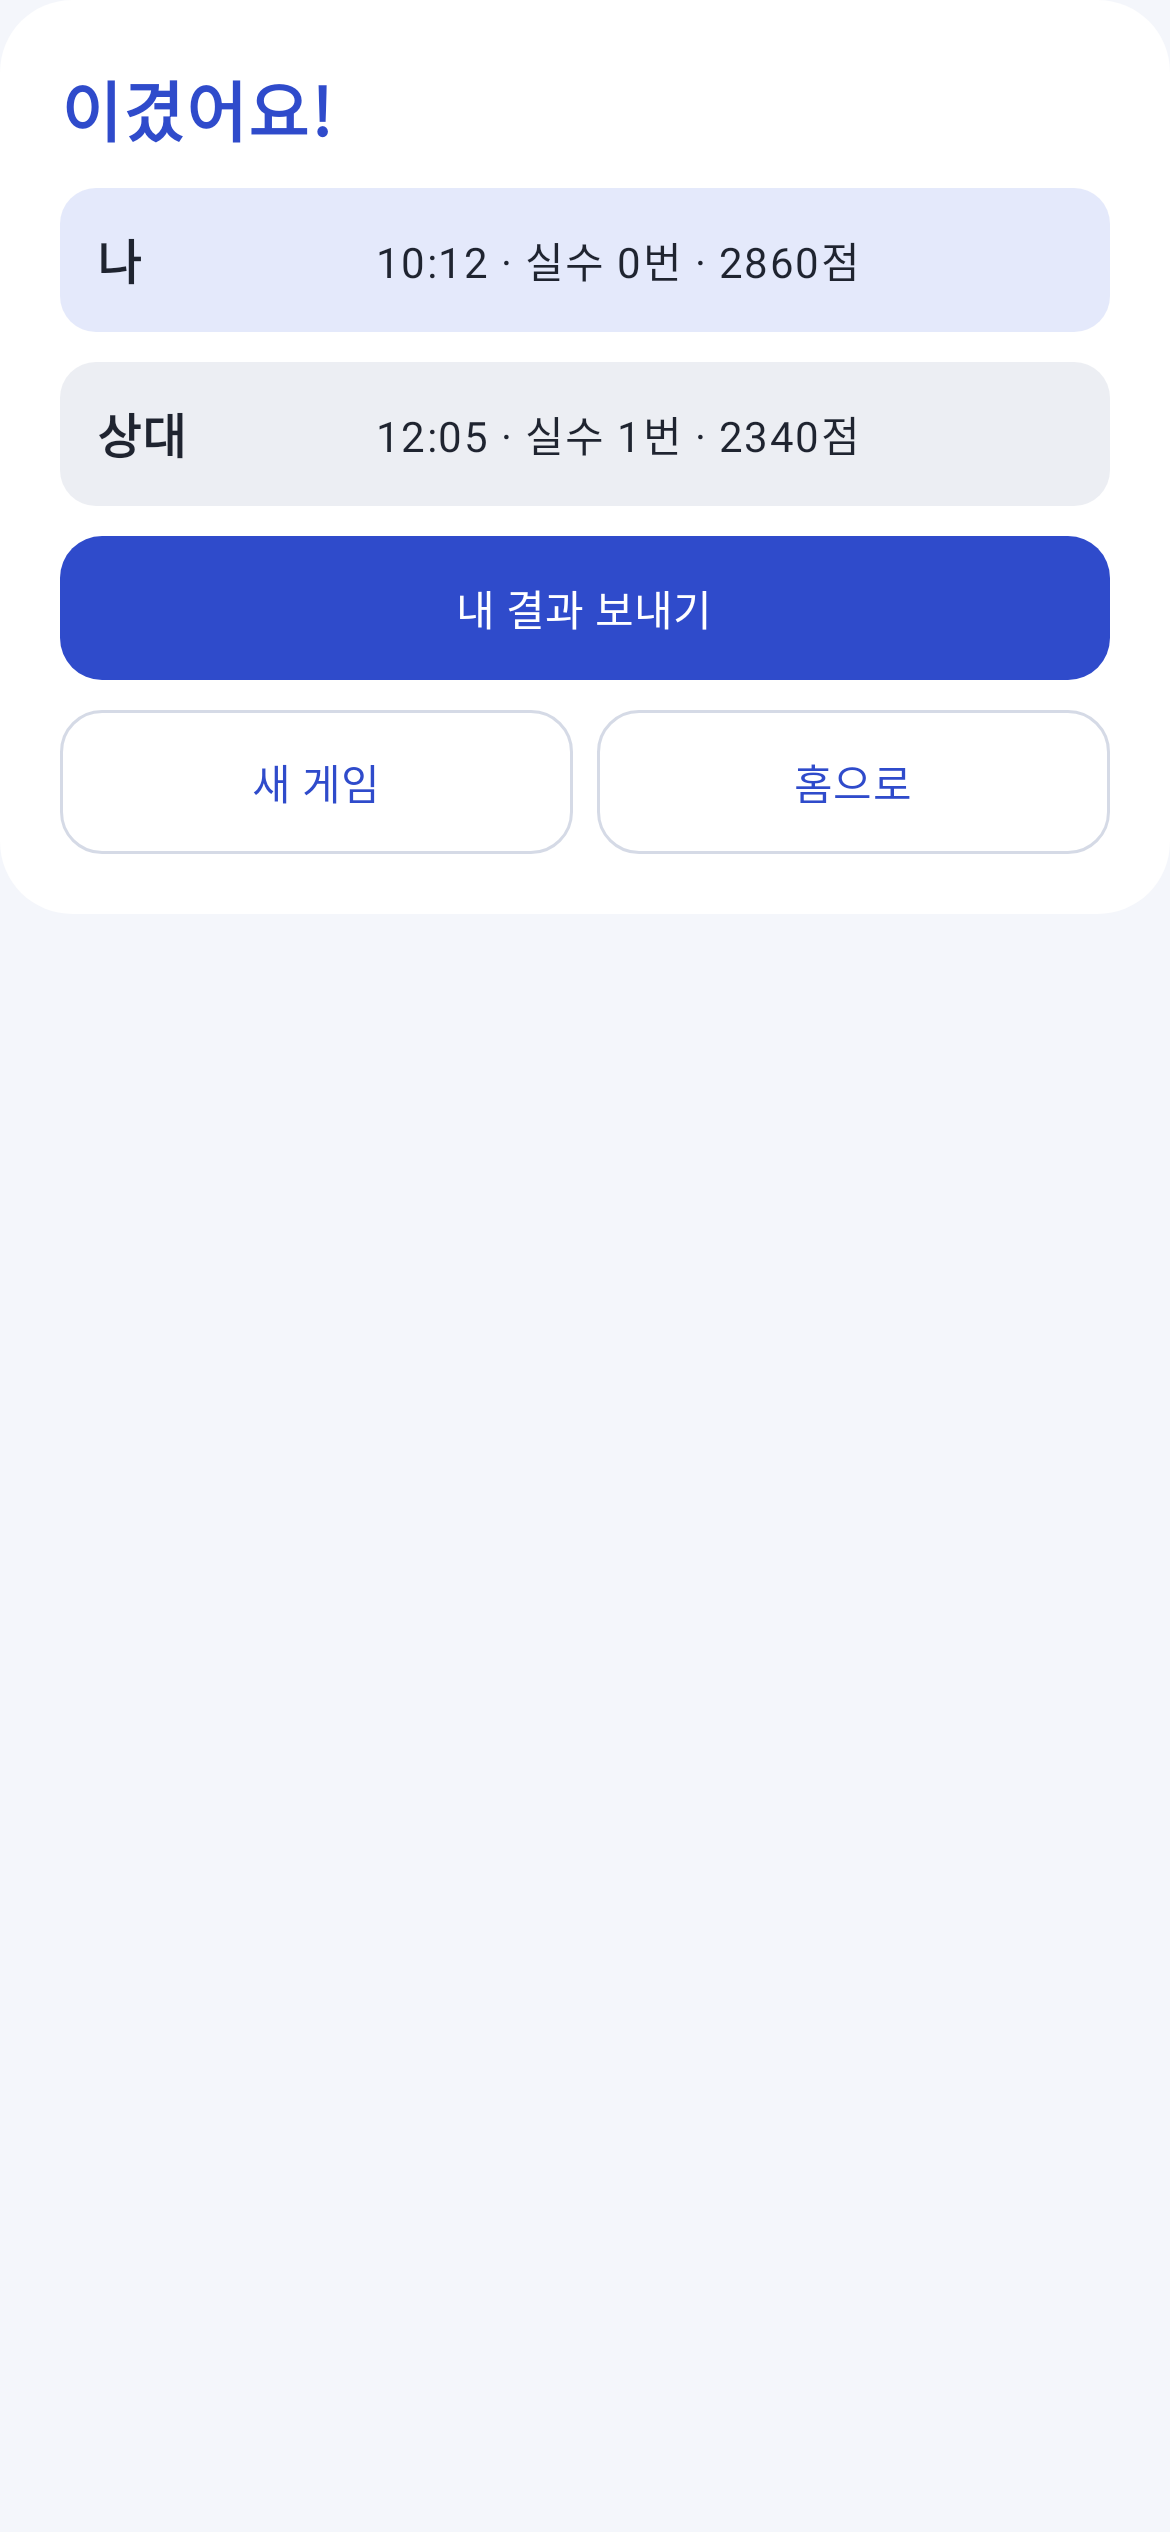 이겼어요!
나 10:12 · 실수 0번 · 2860점
상대 12:05 · 실수 1번 · 2340점
내 결과 보내기
새 게임 홈으로